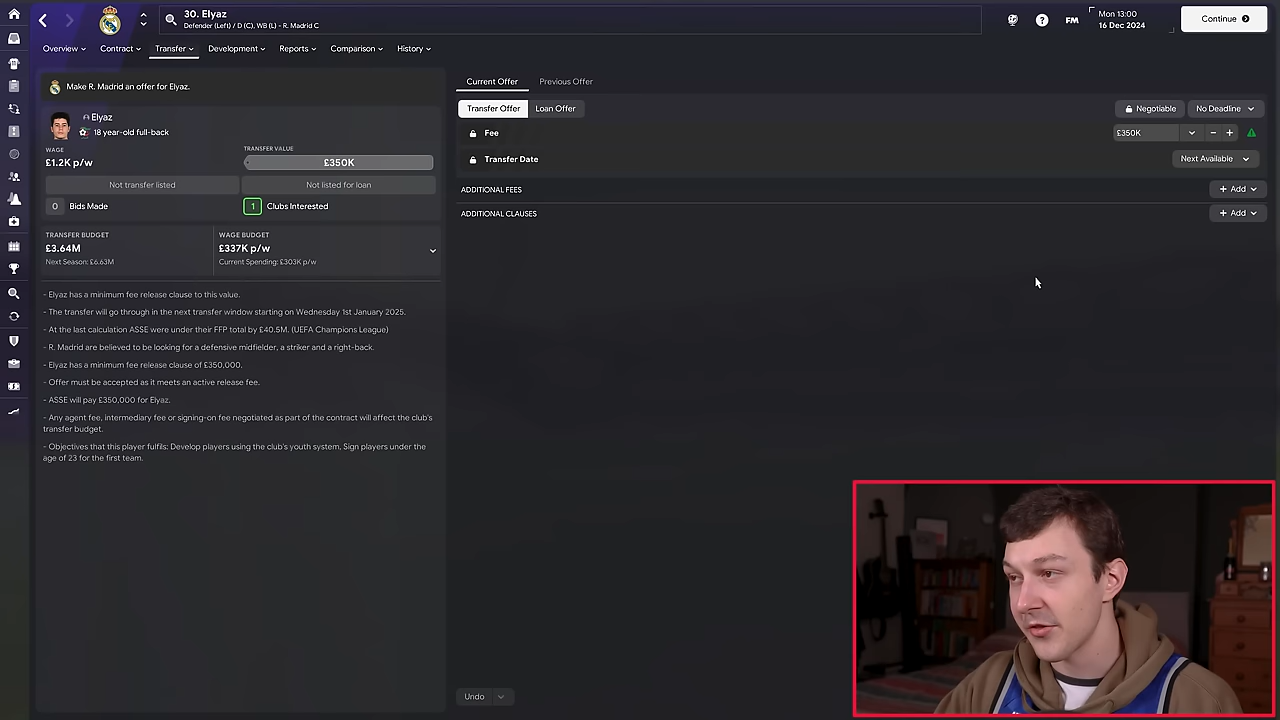 30. Elyaz
Defender (Left) / D (C), WB (L) - R. Madrid C
FM
Mon 13:00
16 Dec 2024
Continue
Overview
Contract
Transfer
Development
Reports
Comparison
History
Make R. Madrid an offer for Elyaz.
Elyaz
18 year-old full-back
WAGE
£1.2K p/w
TRANSFER VALUE
£350K
Not transfer listed
Not listed for loan
0 Bids Made
1 Clubs Interested
TRANSFER BUDGET
£3.64M
Next Season: £6.63M
WAGE BUDGET
£337K p/w
Current Spending: £303K p/w
- Elyaz has a minimum fee release clause to this value.
- The transfer will go through in the next transfer window starting on Wednesday 1st January 2025.
- At the last calculation ASSE were under their FFP total by £40.5M. (UEFA Champions League)
- R. Madrid are believed to be looking for a defensive midfielder, a striker and a right-back.
- Elyaz has a minimum fee release clause of £350,000.
- Offer must be accepted as it meets an active release fee.
- ASSE will pay £350,000 for Elyaz.
- Any agent fee, intermediary fee or signing-on fee negotiated as part of the contract will affect the club's
transfer budget.
- Objectives that this player fulfils: Develop players using the club's youth system, Sign players under the
age of 23 for the first team.
Current Offer
Previous Offer
Transfer Offer
Loan Offer
Negotiable
No Deadline
Fee
£350K
Transfer Date
Next Available
ADDITIONAL FEES
+ Add
ADDITIONAL CLAUSES
+ Add
Undo